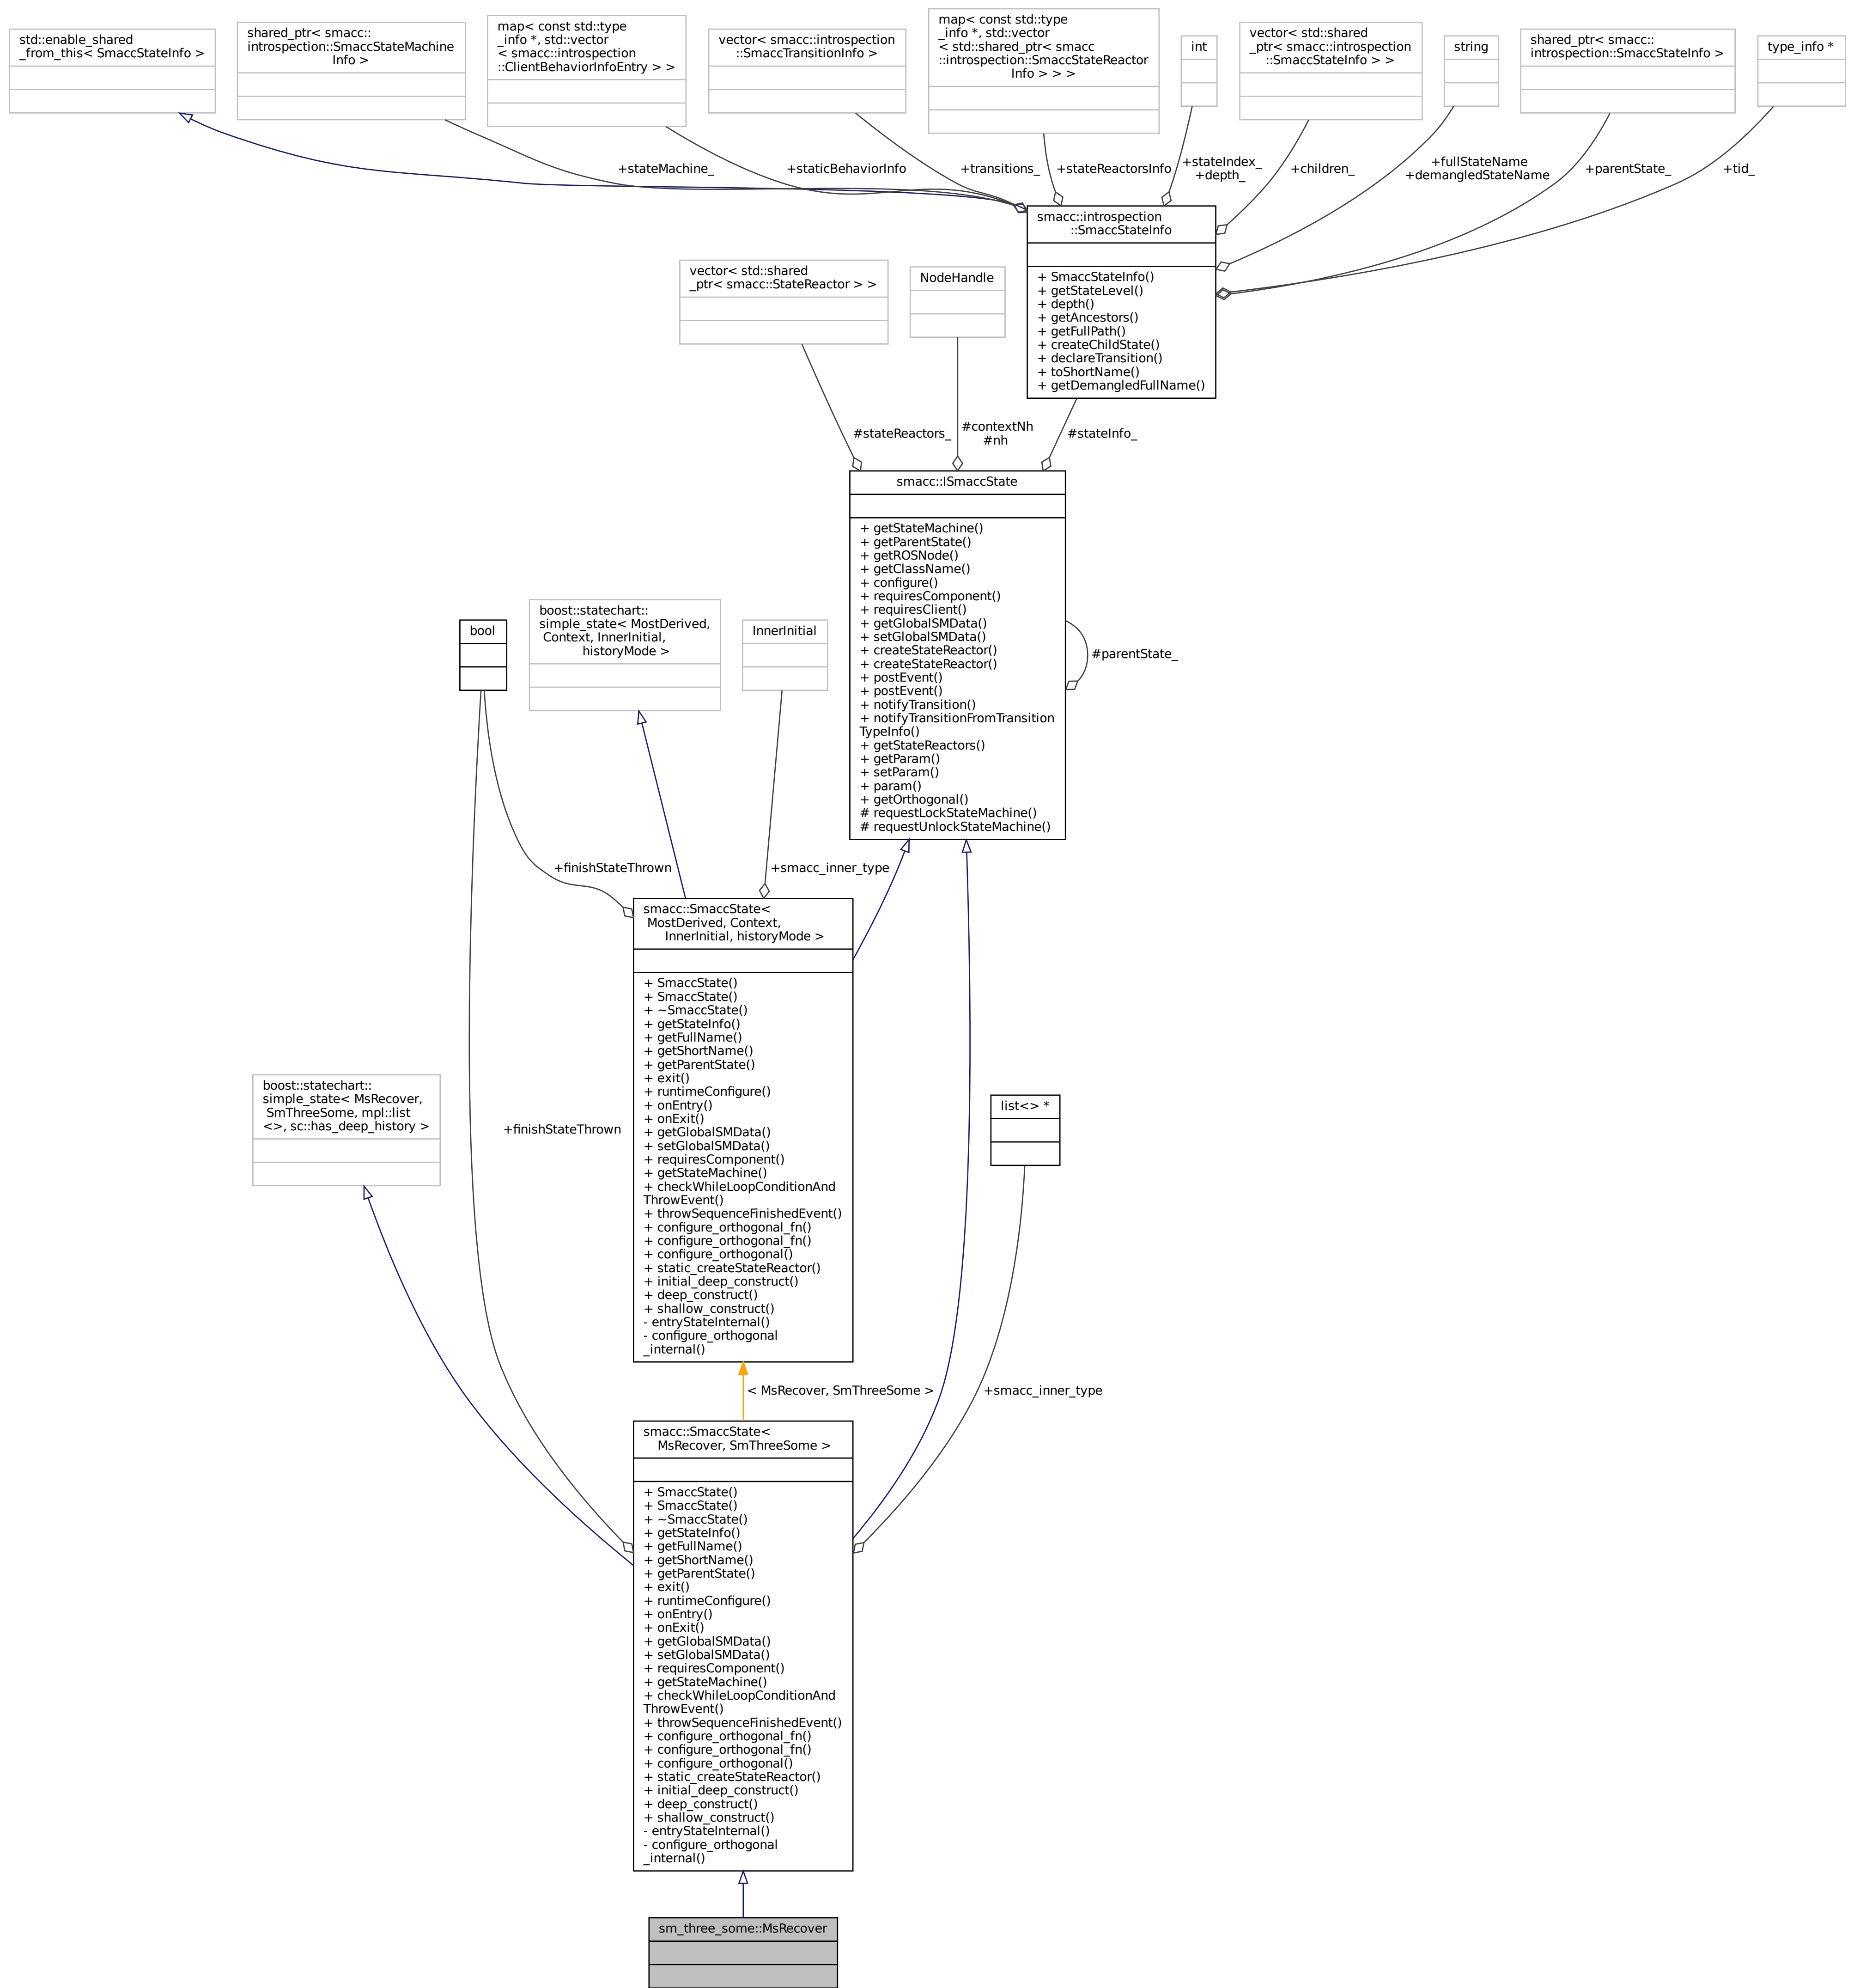 std::enable_shared
_from_this< SmaccStateInfo >
shared_ptr< smacc::
introspection::SmaccStateMachine
Info >
map< const std::type
_info *, std::vector
< smacc::introspection
::ClientBehaviorInfoEntry > >
vector< smacc::introspection
::SmaccTransitionInfo >
map< const std::type
_info *, std::vector
< std::shared_ptr< smacc
::introspection::SmaccStateReactor
Info > > >
int
vector< std::shared
_ptr< smacc::introspection
::SmaccStateInfo > >
string
shared_ptr< smacc::
introspection::SmaccStateInfo >
type_info *
+stateMachine_
+staticBehaviorInfo
+transitions_
+stateReactorsInfo
+stateIndex_
+depth_
+children_
+fullStateName
+demangledStateName
+parentState_
+tid_
smacc::introspection
::SmaccStateInfo
+ SmaccStateInfo()
+ getStateLevel()
+ depth()
+ getAncestors()
+ getFullPath()
+ createChildState()
+ declareTransition()
+ toShortName()
+ getDemangledFullName()
vector< std::shared
_ptr< smacc::StateReactor > >
NodeHandle
#stateReactors_
#contextNh
#nh
#stateInfo_
smacc::ISmaccState
+ getStateMachine()
+ getParentState()
+ getROSNode()
+ getClassName()
+ configure()
+ requiresComponent()
+ requiresClient()
+ getGlobalSMData()
+ setGlobalSMData()
+ createStateReactor()
+ createStateReactor()
+ postEvent()
+ postEvent()
+ notifyTransition()
+ notifyTransitionFromTransition
TypeInfo()
+ getStateReactors()
+ getParam()
+ setParam()
+ param()
+ getOrthogonal()
# requestLockStateMachine()
# requestUnlockStateMachine()
#parentState_
bool
boost::statechart::
simple_state< MostDerived,
Context, InnerInitial,
historyMode >
InnerInitial
+finishStateThrown
+smacc_inner_type
smacc::SmaccState<
MostDerived, Context,
InnerInitial, historyMode >
+ SmaccState()
+ SmaccState()
+ ~SmaccState()
+ getStateInfo()
+ getFullName()
+ getShortName()
+ getParentState()
+ exit()
+ runtimeConfigure()
+ onEntry()
+ onExit()
+ getGlobalSMData()
+ setGlobalSMData()
+ requiresComponent()
+ getStateMachine()
+ checkWhileLoopConditionAnd
ThrowEvent()
+ throwSequenceFinishedEvent()
+ configure_orthogonal_fn()
+ configure_orthogonal_fn()
+ configure_orthogonal()
+ static_createStateReactor()
+ initial_deep_construct()
+ deep_construct()
+ shallow_construct()
- entryStateInternal()
- configure_orthogonal
_internal()
boost::statechart::
simple_state< MsRecover,
SmThreeSome, mpl::list
<>, sc::has_deep_history >
+finishStateThrown
list<> *
< MsRecover, SmThreeSome >
+smacc_inner_type
smacc::SmaccState<
MsRecover, SmThreeSome >
+ SmaccState()
+ SmaccState()
+ ~SmaccState()
+ getStateInfo()
+ getFullName()
+ getShortName()
+ getParentState()
+ exit()
+ runtimeConfigure()
+ onEntry()
+ onExit()
+ getGlobalSMData()
+ setGlobalSMData()
+ requiresComponent()
+ getStateMachine()
+ checkWhileLoopConditionAnd
ThrowEvent()
+ throwSequenceFinishedEvent()
+ configure_orthogonal_fn()
+ configure_orthogonal_fn()
+ configure_orthogonal()
+ static_createStateReactor()
+ initial_deep_construct()
+ deep_construct()
+ shallow_construct()
- entryStateInternal()
- configure_orthogonal
_internal()
sm_three_some::MsRecover